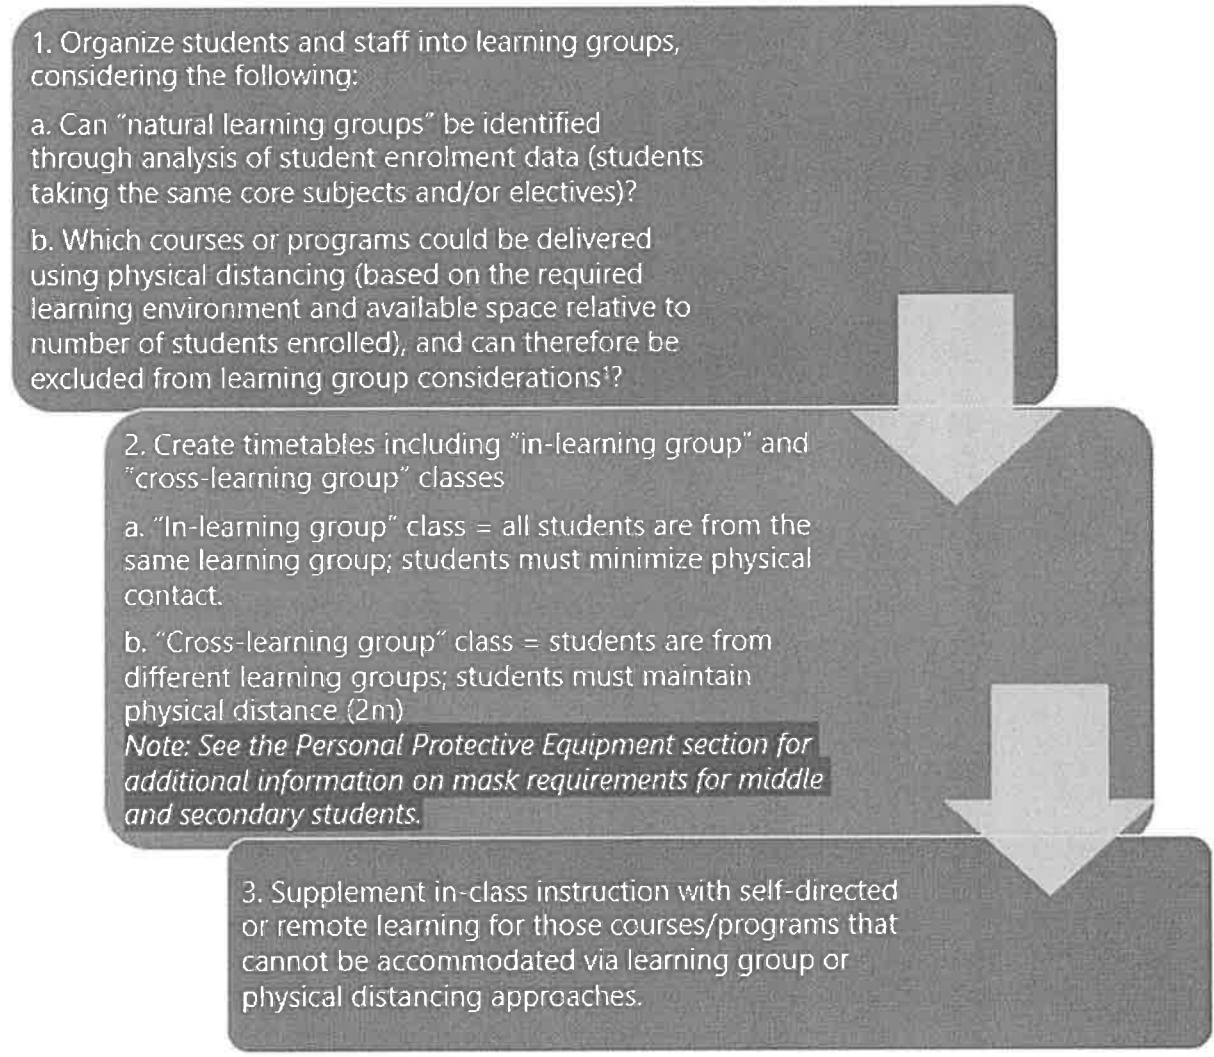 1. Organize students and staff into learning groups,
considering the following:
a. Can "natural learning groups" be identified
through analysis of student enrolment data (students
taking the same core subjects and/or electives)?
b. Which courses or programs could be delivered
using physical distancing (based on the required
learning environment and available space relative to
number of students enrolled), and can therefore be
excluded from learning group considerations¹?
2. Create timetables including "in-learning group" and
"cross-learning group" classes
a. "In-learning group" class = all students are from the
same learning group; students must minimize physical
contact.
b. "Cross-learning group" class = students are from
different learning groups; students must maintain
physical distance (2m)
Note: See the Personal Protective Equipment section for
additional information on mask requirements for middle
and secondary students.
3. Supplement in-class instruction with self-directed
or remote learning for those courses/programs that
cannot be accommodated via learning group or
physical distancing approaches.